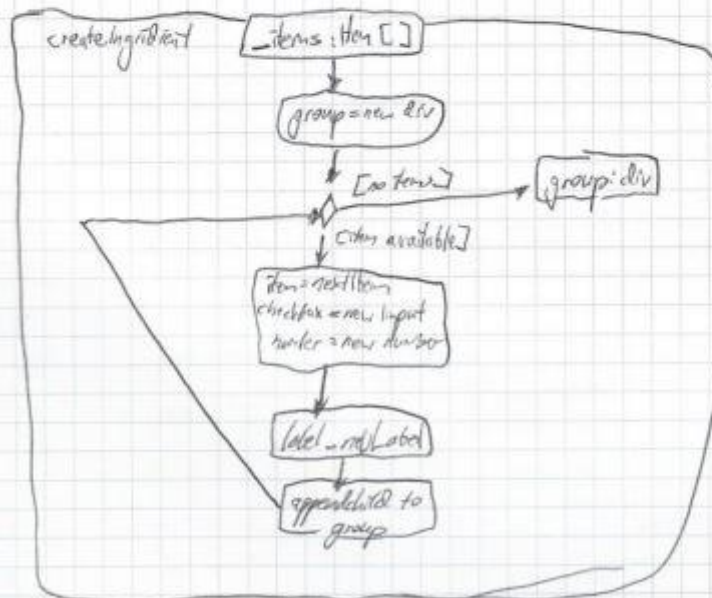 createIngridient
_items: Item []
group = new div
[no items]
group: div
[item available]
item = nextItem
checkbox = new input
number = new number
label = newLabel
appendchild to
group